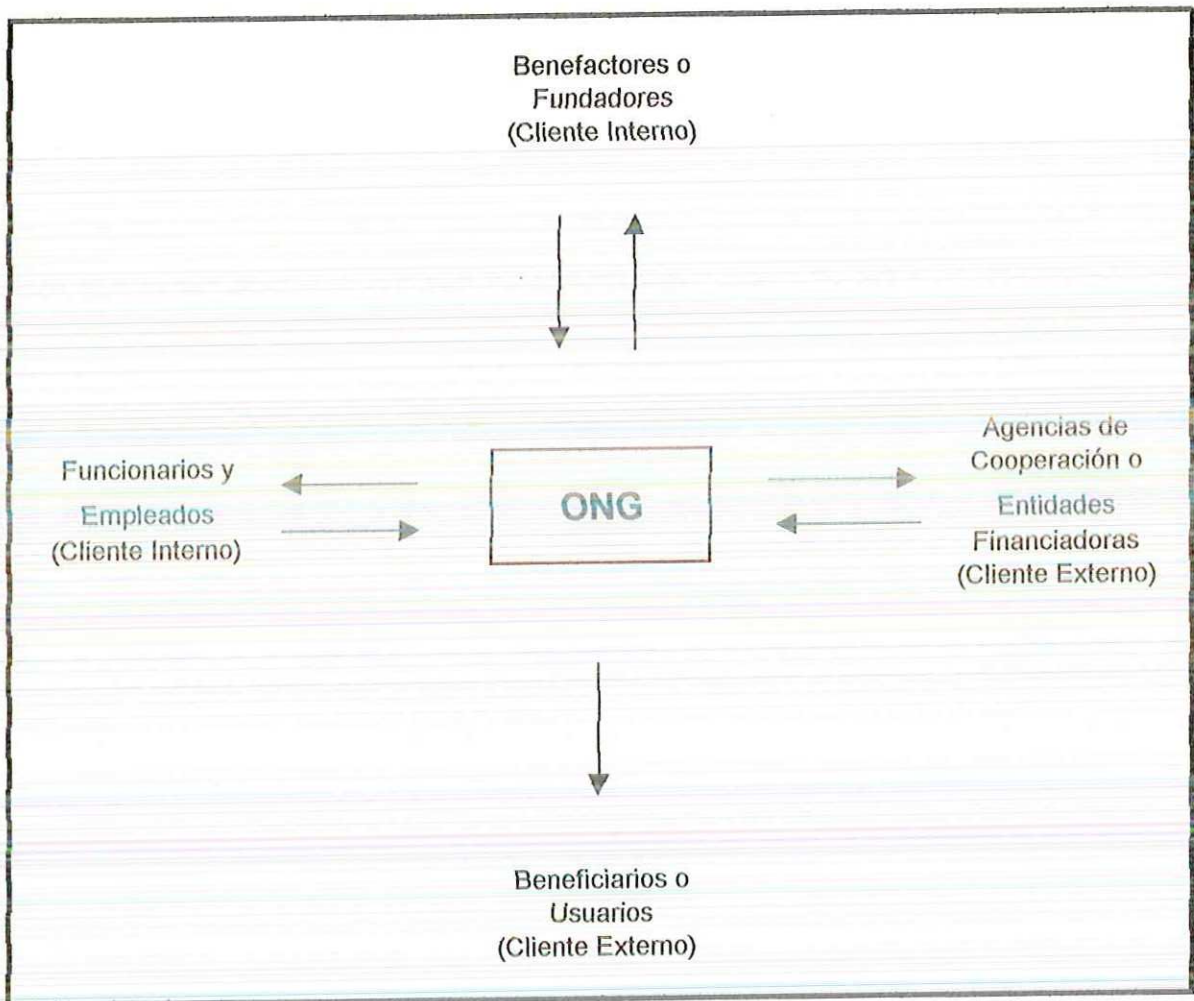 Benefactores o
Fundadores
(Cliente Interno)
Funcionarios y
Empleados
(Cliente Interno)
ONG
Agencias de
Cooperación o
Entidades
Financiadoras
(Cliente Externo)
Beneficiarios o
Usuarios
(Cliente Externo)